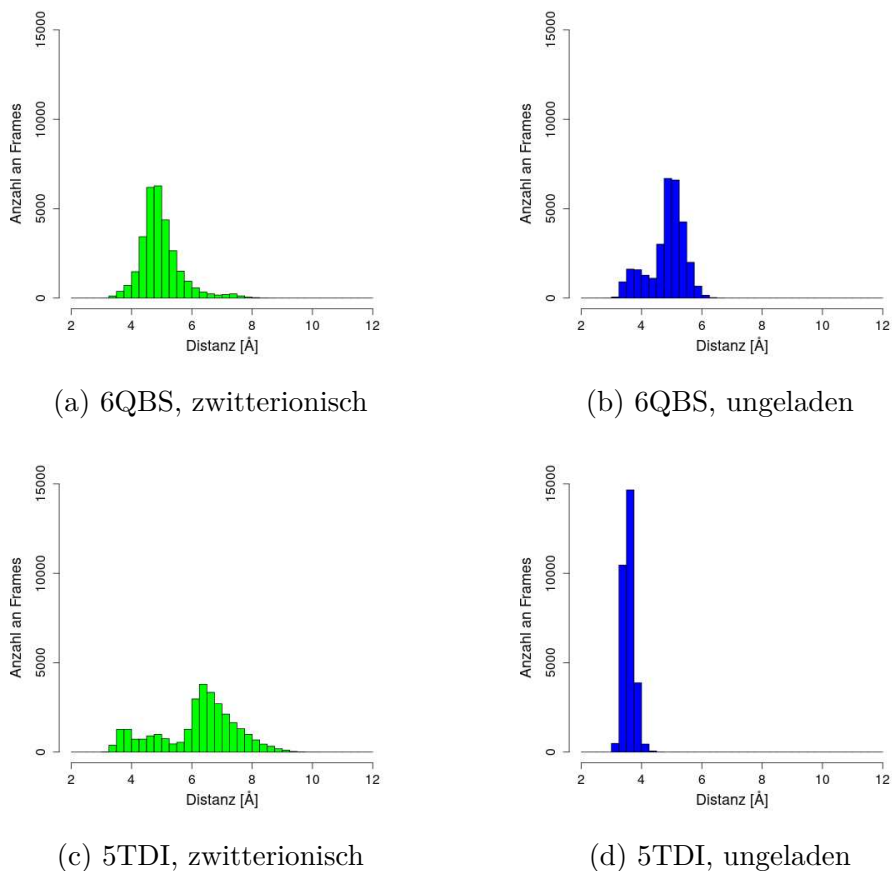 15000
10000
5000
0
Anzahl an Frames
2 4 6 8 10 12
Distanz [Å]
(a) 6QBS, zwitterionisch
15000
10000
5000
0
Anzahl an Frames
2 4 6 8 10 12
Distanz [Å]
(b) 6QBS, ungeladen
15000
10000
5000
0
Anzahl an Frames
2 4 6 8 10 12
Distanz [Å]
(c) 5TDI, zwitterionisch
15000
10000
5000
0
Anzahl an Frames
2 4 6 8 10 12
Distanz [Å]
(d) 5TDI, ungeladen